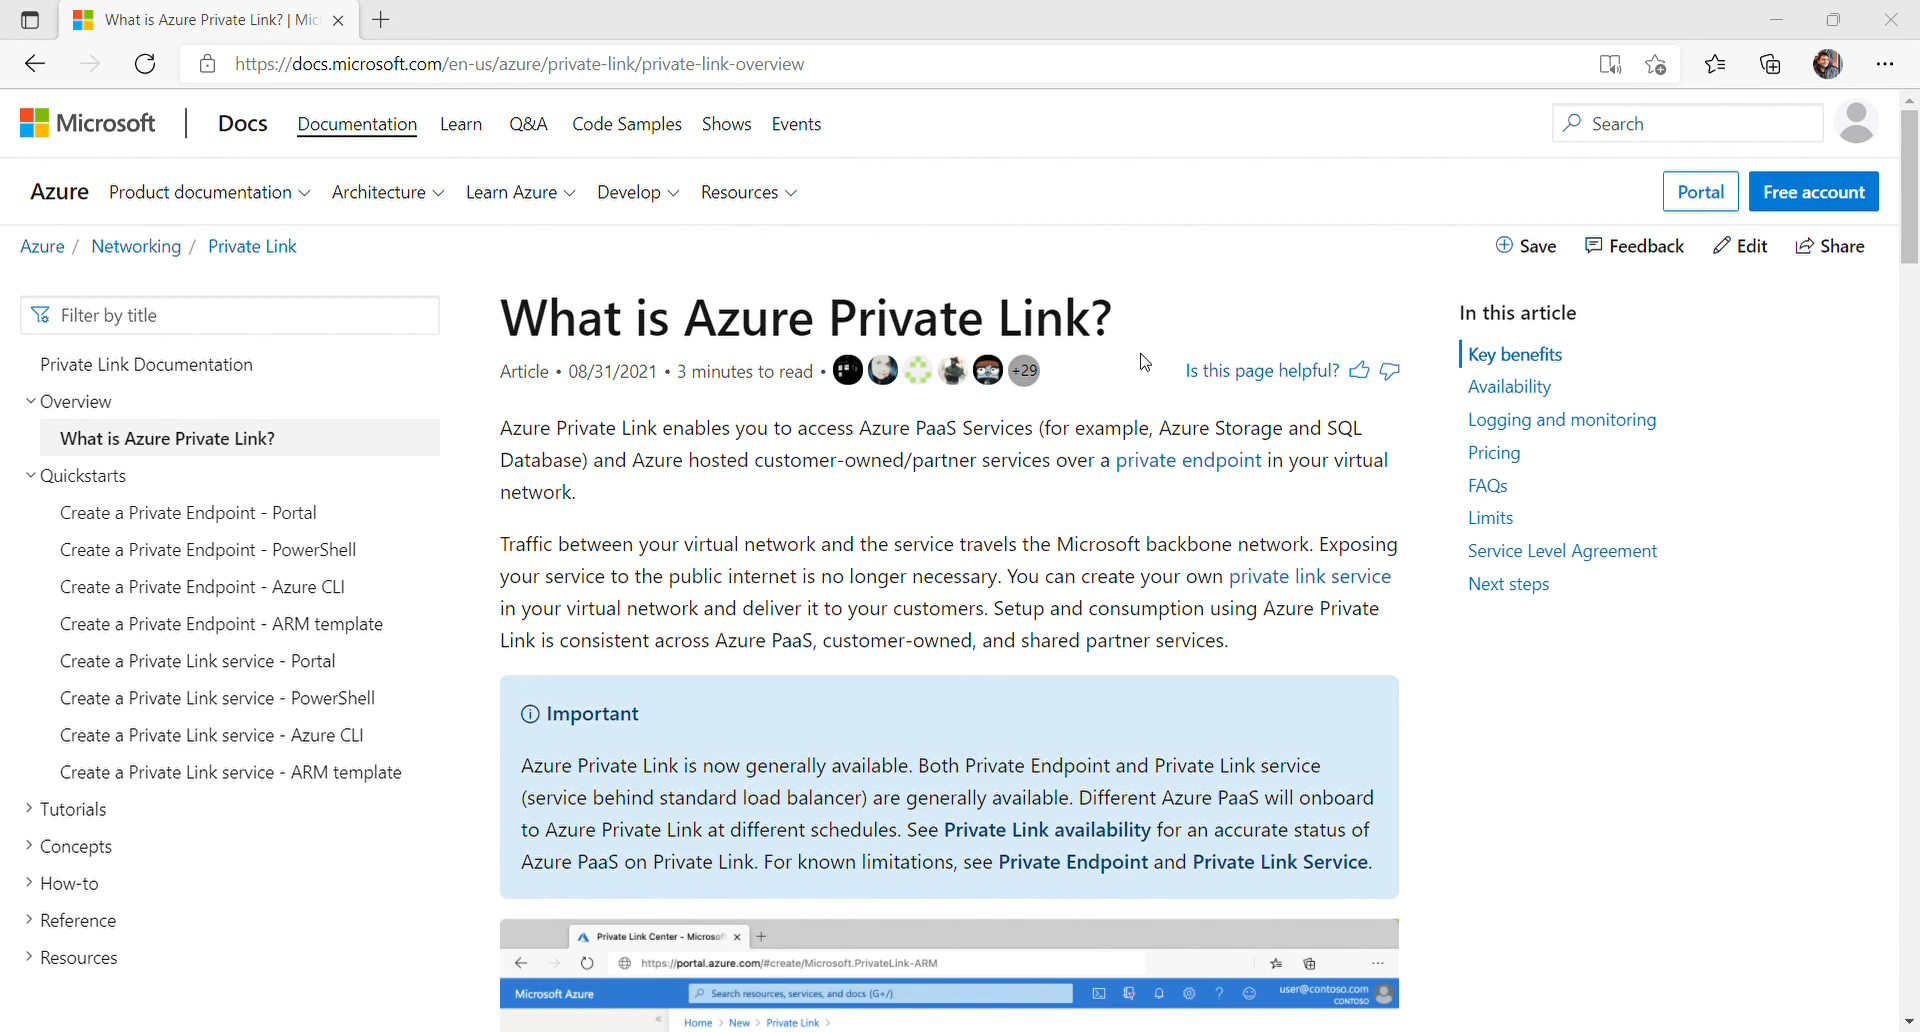 What is Azure Private Link? | Mic
https://docs.microsoft.com/en-us/azure/private-link/private-link-overview
Microsoft
Docs
Documentation
Learn
Q&A
Code Samples
Shows
Events
Search
Azure
Product documentation
Architecture
Learn Azure
Develop
Resources
Portal
Free account
Azure / Networking / Private Link
Save
Feedback
Edit
Share
Filter by title
Private Link Documentation
Overview
What is Azure Private Link?
Quickstarts
Create a Private Endpoint - Portal
Create a Private Endpoint - PowerShell
Create a Private Endpoint - Azure CLI
Create a Private Endpoint - ARM template
Create a Private Link service - Portal
Create a Private Link service - PowerShell
Create a Private Link service - Azure CLI
Create a Private Link service - ARM template
Tutorials
Concepts
How-to
Reference
Resources
What is Azure Private Link?
Article • 08/31/2021 • 3 minutes to read •
+29
Is this page helpful?
Azure Private Link enables you to access Azure PaaS Services (for example, Azure Storage and SQL
Database) and Azure hosted customer-owned/partner services over a private endpoint in your virtual
network.
Traffic between your virtual network and the service travels the Microsoft backbone network. Exposing
your service to the public internet is no longer necessary. You can create your own private link service
in your virtual network and deliver it to your customers. Setup and consumption using Azure Private
Link is consistent across Azure PaaS, customer-owned, and shared partner services.
Important
Azure Private Link is now generally available. Both Private Endpoint and Private Link service
(service behind standard load balancer) are generally available. Different Azure PaaS will onboard
to Azure Private Link at different schedules. See Private Link availability for an accurate status of
Azure PaaS on Private Link. For known limitations, see Private Endpoint and Private Link Service.
Private Link Center - Microsoft
https://portal.azure.com/#create/Microsoft.PrivateLink-ARM
Microsoft Azure
Search resources, services, and docs (G+/)
user@contoso.com
CONTOSO
Home > New > Private Link >
In this article
Key benefits
Availability
Logging and monitoring
Pricing
FAQs
Limits
Service Level Agreement
Next steps